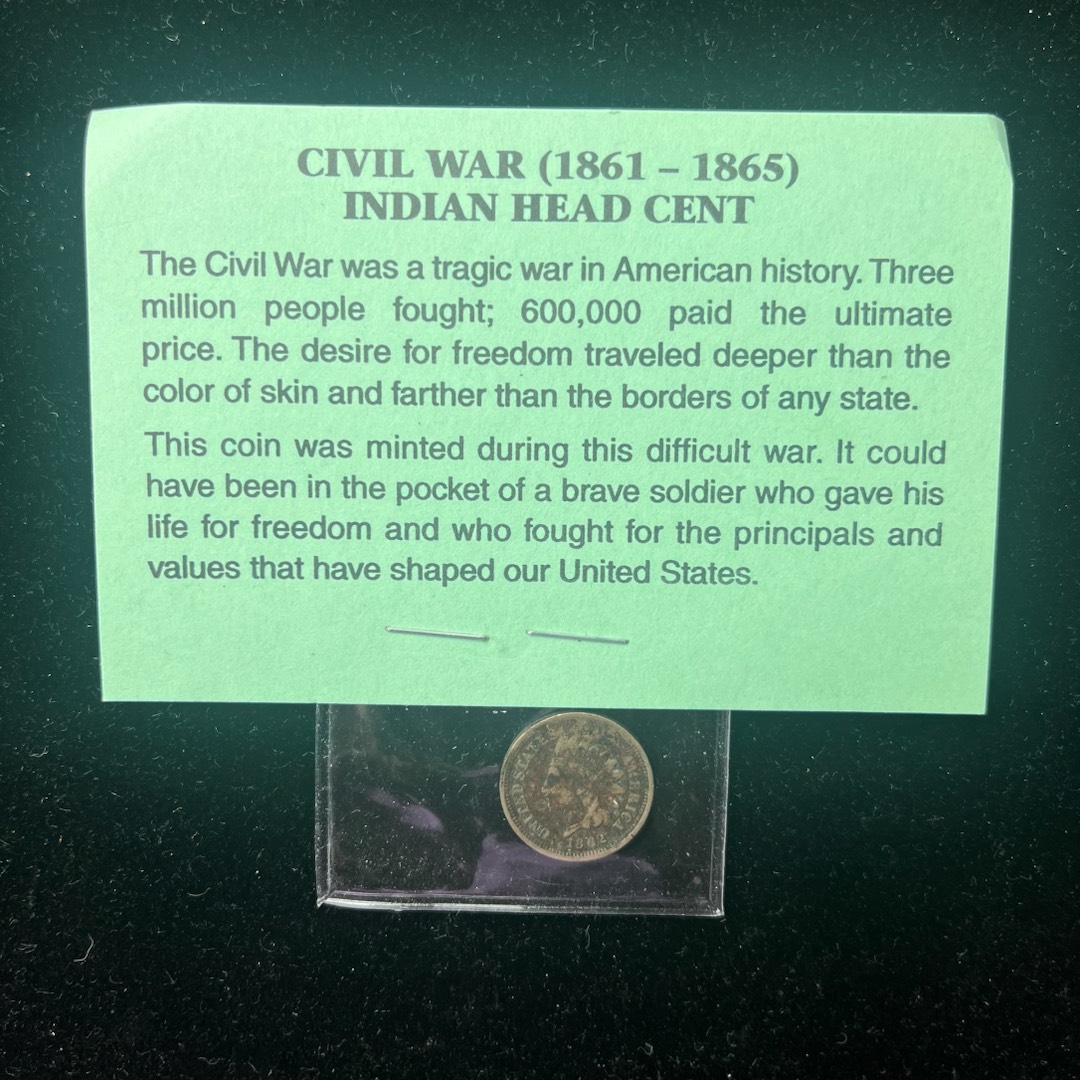 CIVIL WAR (1861 – 1865)
INDIAN HEAD CENT
The Civil War was a tragic war in American history. Three
million people fought; 600,000 paid the ultimate
price. The desire for freedom traveled deeper than the
color of skin and farther than the borders of any state.
This coin was minted during this difficult war. It could
have been in the pocket of a brave soldier who gave his
life for freedom and who fought for the principals and
values that have shaped our United States.
UNITED STATES AMERICA